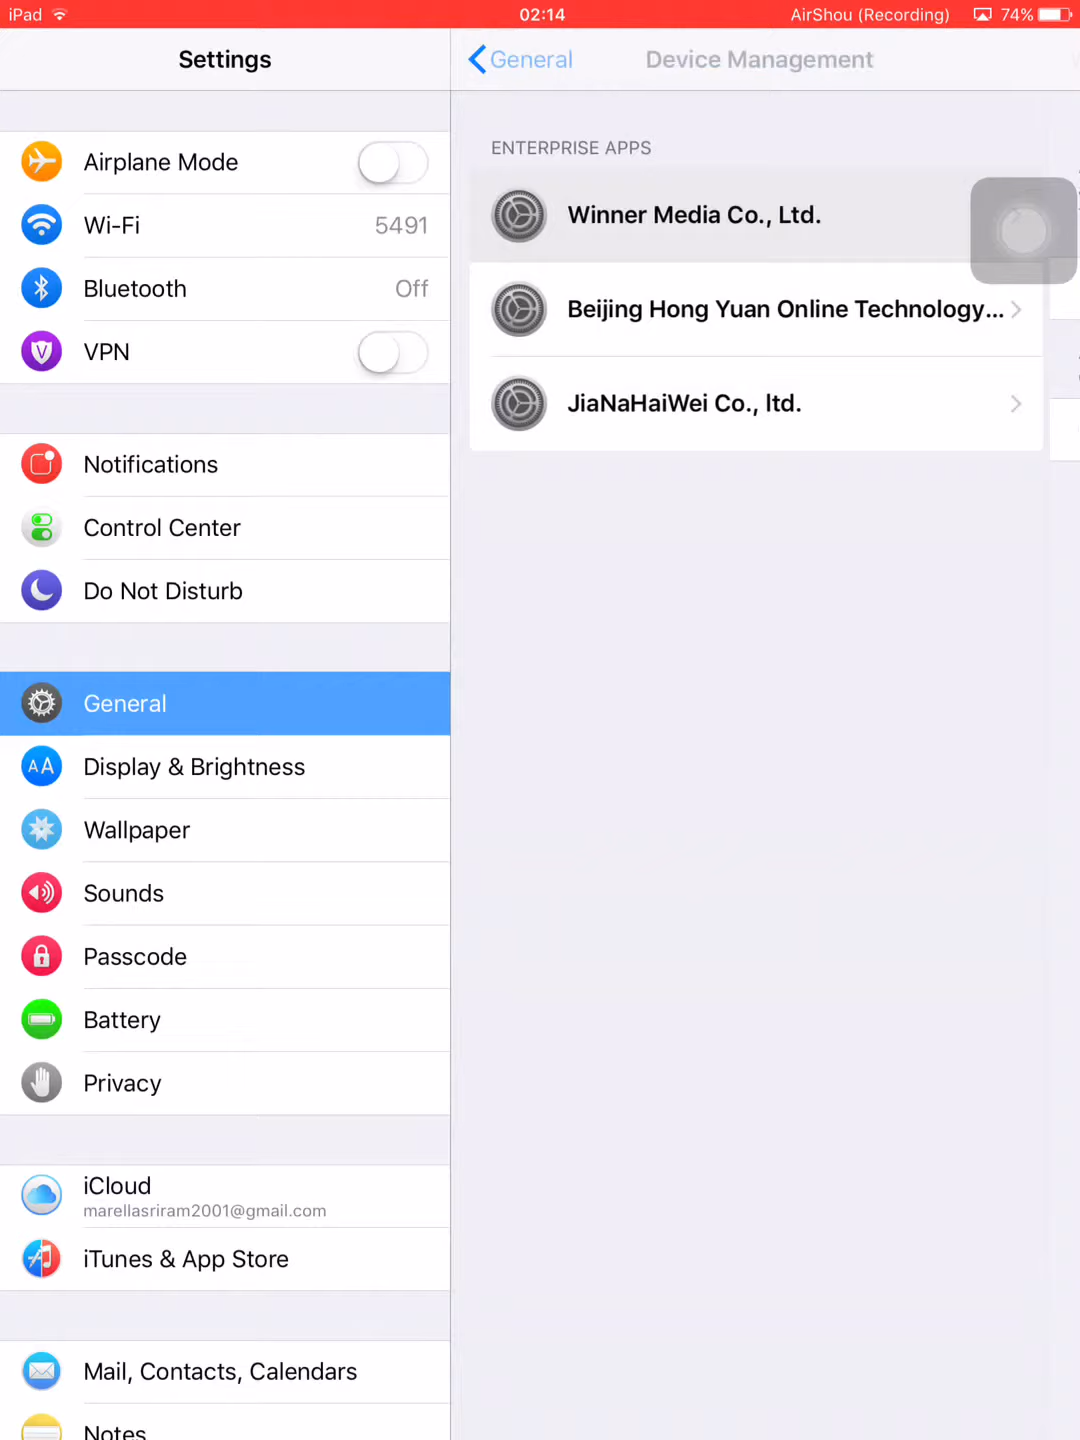 iPad 02:14 AirShou (Recording) 74%
Settings
General Device Management
Airplane Mode
Wi-Fi 5491
Bluetooth Off
VPN
Notifications
Control Center
Do Not Disturb
General
Display & Brightness
Wallpaper
Sounds
Passcode
Battery
Privacy
iCloud
marellasriram2001@gmail.com
iTunes & App Store
Mail, Contacts, Calendars
Notes
ENTERPRISE APPS
Winner Media Co., Ltd.
Beijing Hong Yuan Online Technology...
JiaNaHaiWei Co., ltd.